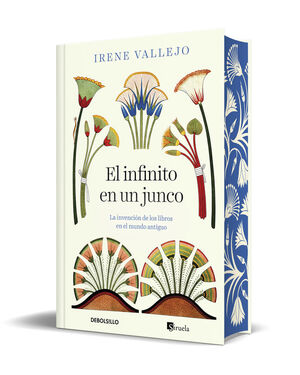 IRENE VALLEJO
El infinito
en un junco
La invención de los libros
en el mundo antiguo
DEBOLSILLO
Siruela